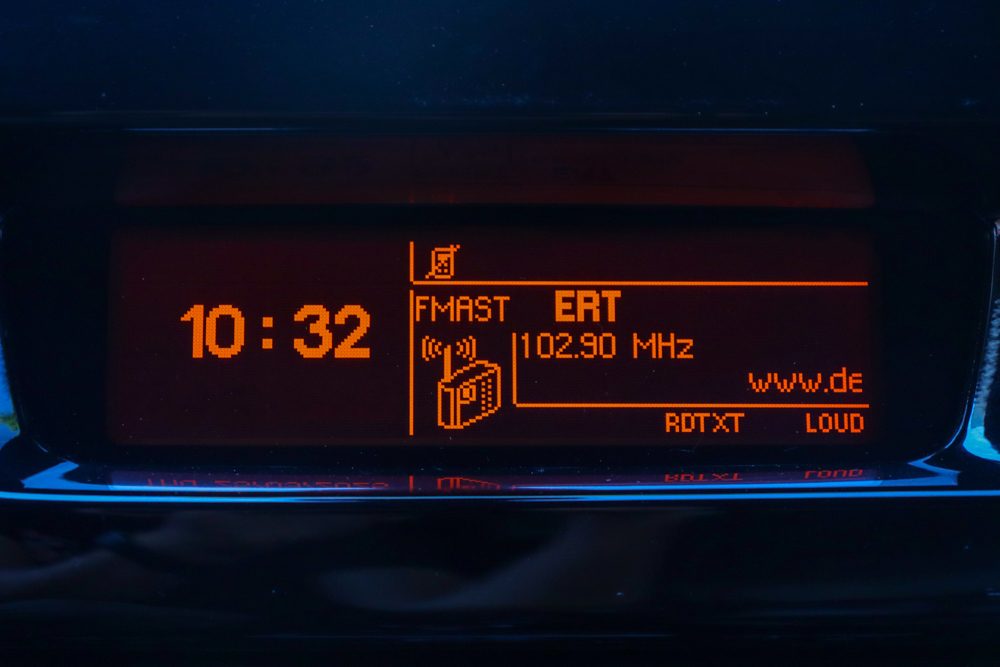 10:32
FMAST ERT
102.90 MHz
www.de
RDTXT LOUD